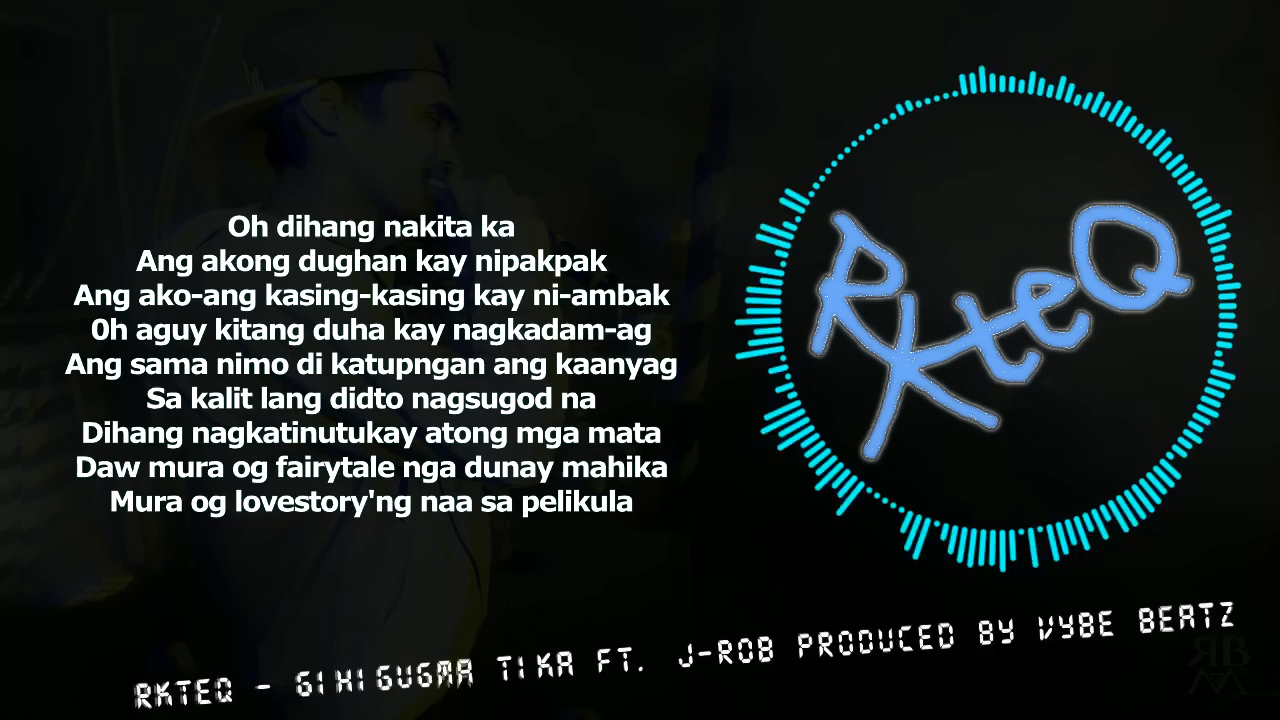 Oh dihang nakita ka
Ang akong dughan kay nipakpak
Ang ako-ang kasing-kasing kay ni-ambak
0h aguy kitang duha kay nagkadam-ag
Ang sama nimo di katupngan ang kaanyag
Sa kalit lang didto nagsugod na
Dihang nagkatinutukay atong mga mata
Daw mura og fairytale nga dunay mahika
Mura og lovestory'ng naa sa pelikula
RKteQ
RKTEQ - GIHIGUGMA TIKA FT. J-ROB PRODUCED BY VYBE BEATZ